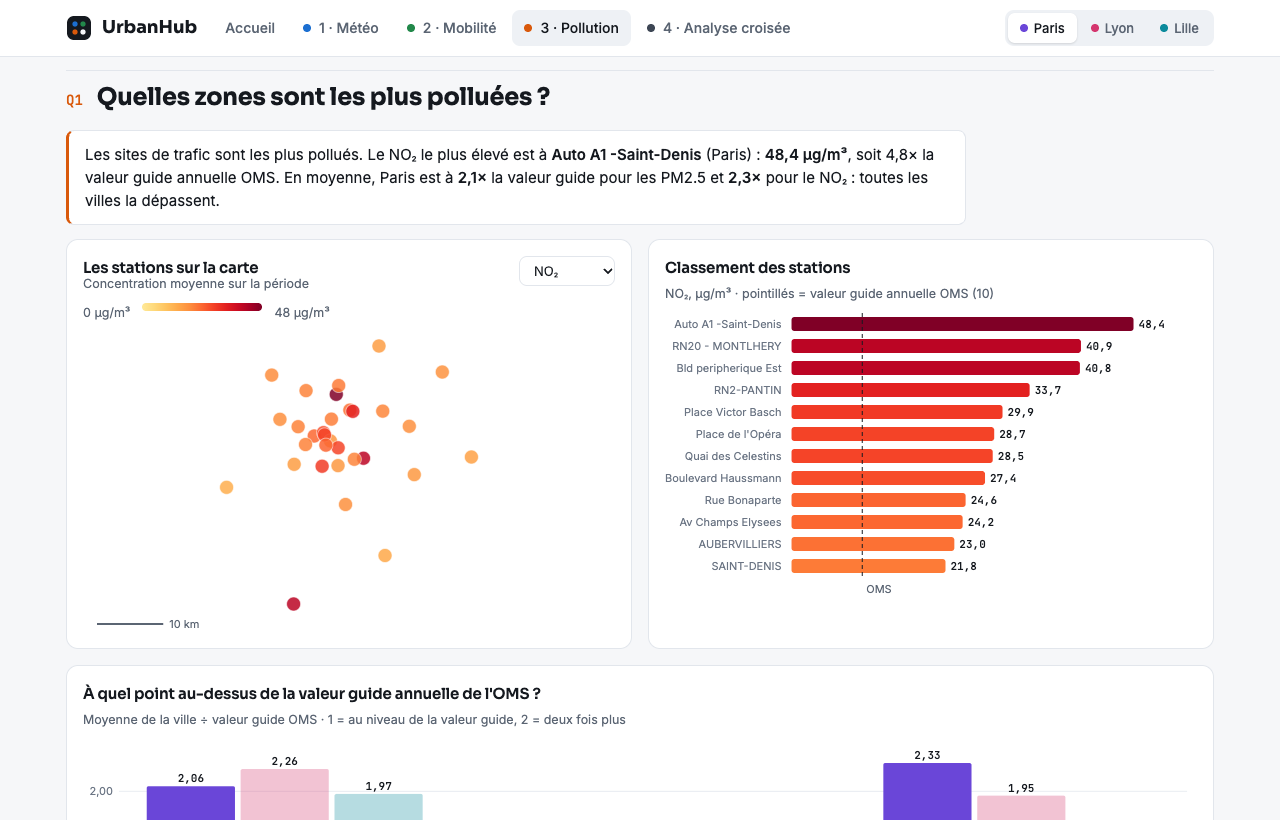 UrbanHub
Accueil
1 · Météo
2 · Mobilité
3 · Pollution
4 · Analyse croisée
Paris
Lyon
Lille
Q1 Quelles zones sont les plus polluées ?
Les sites de trafic sont les plus pollués. Le NO₂ le plus élevé est à Auto A1 -Saint-Denis (Paris) : 48,4 µg/m³, soit 4,8× la
valeur guide annuelle OMS. En moyenne, Paris est à 2,1× la valeur guide pour les PM2.5 et 2,3× pour le NO₂ : toutes les
villes la dépassent.
Les stations sur la carte
Concentration moyenne sur la période
NO₂
0 µg/m³
48 µg/m³
10 km
Classement des stations
NO₂, µg/m³ · pointillés = valeur guide annuelle OMS (10)
Auto A1 -Saint-Denis 48,4
RN20 - MONTLHERY 40,9
Bld peripherique Est 40,8
RN2-PANTIN 33,7
Place Victor Basch 29,9
Place de l'Opéra 28,7
Quai des Celestins 28,5
Boulevard Haussmann 27,4
Rue Bonaparte 24,6
Av Champs Elysees 24,2
AUBERVILLIERS 23,0
SAINT-DENIS 21,8
OMS
À quel point au-dessus de la valeur guide annuelle de l'OMS ?
Moyenne de la ville ÷ valeur guide OMS · 1 = au niveau de la valeur guide, 2 = deux fois plus
2,00
2,06
2,26
1,97
2,33
1,95